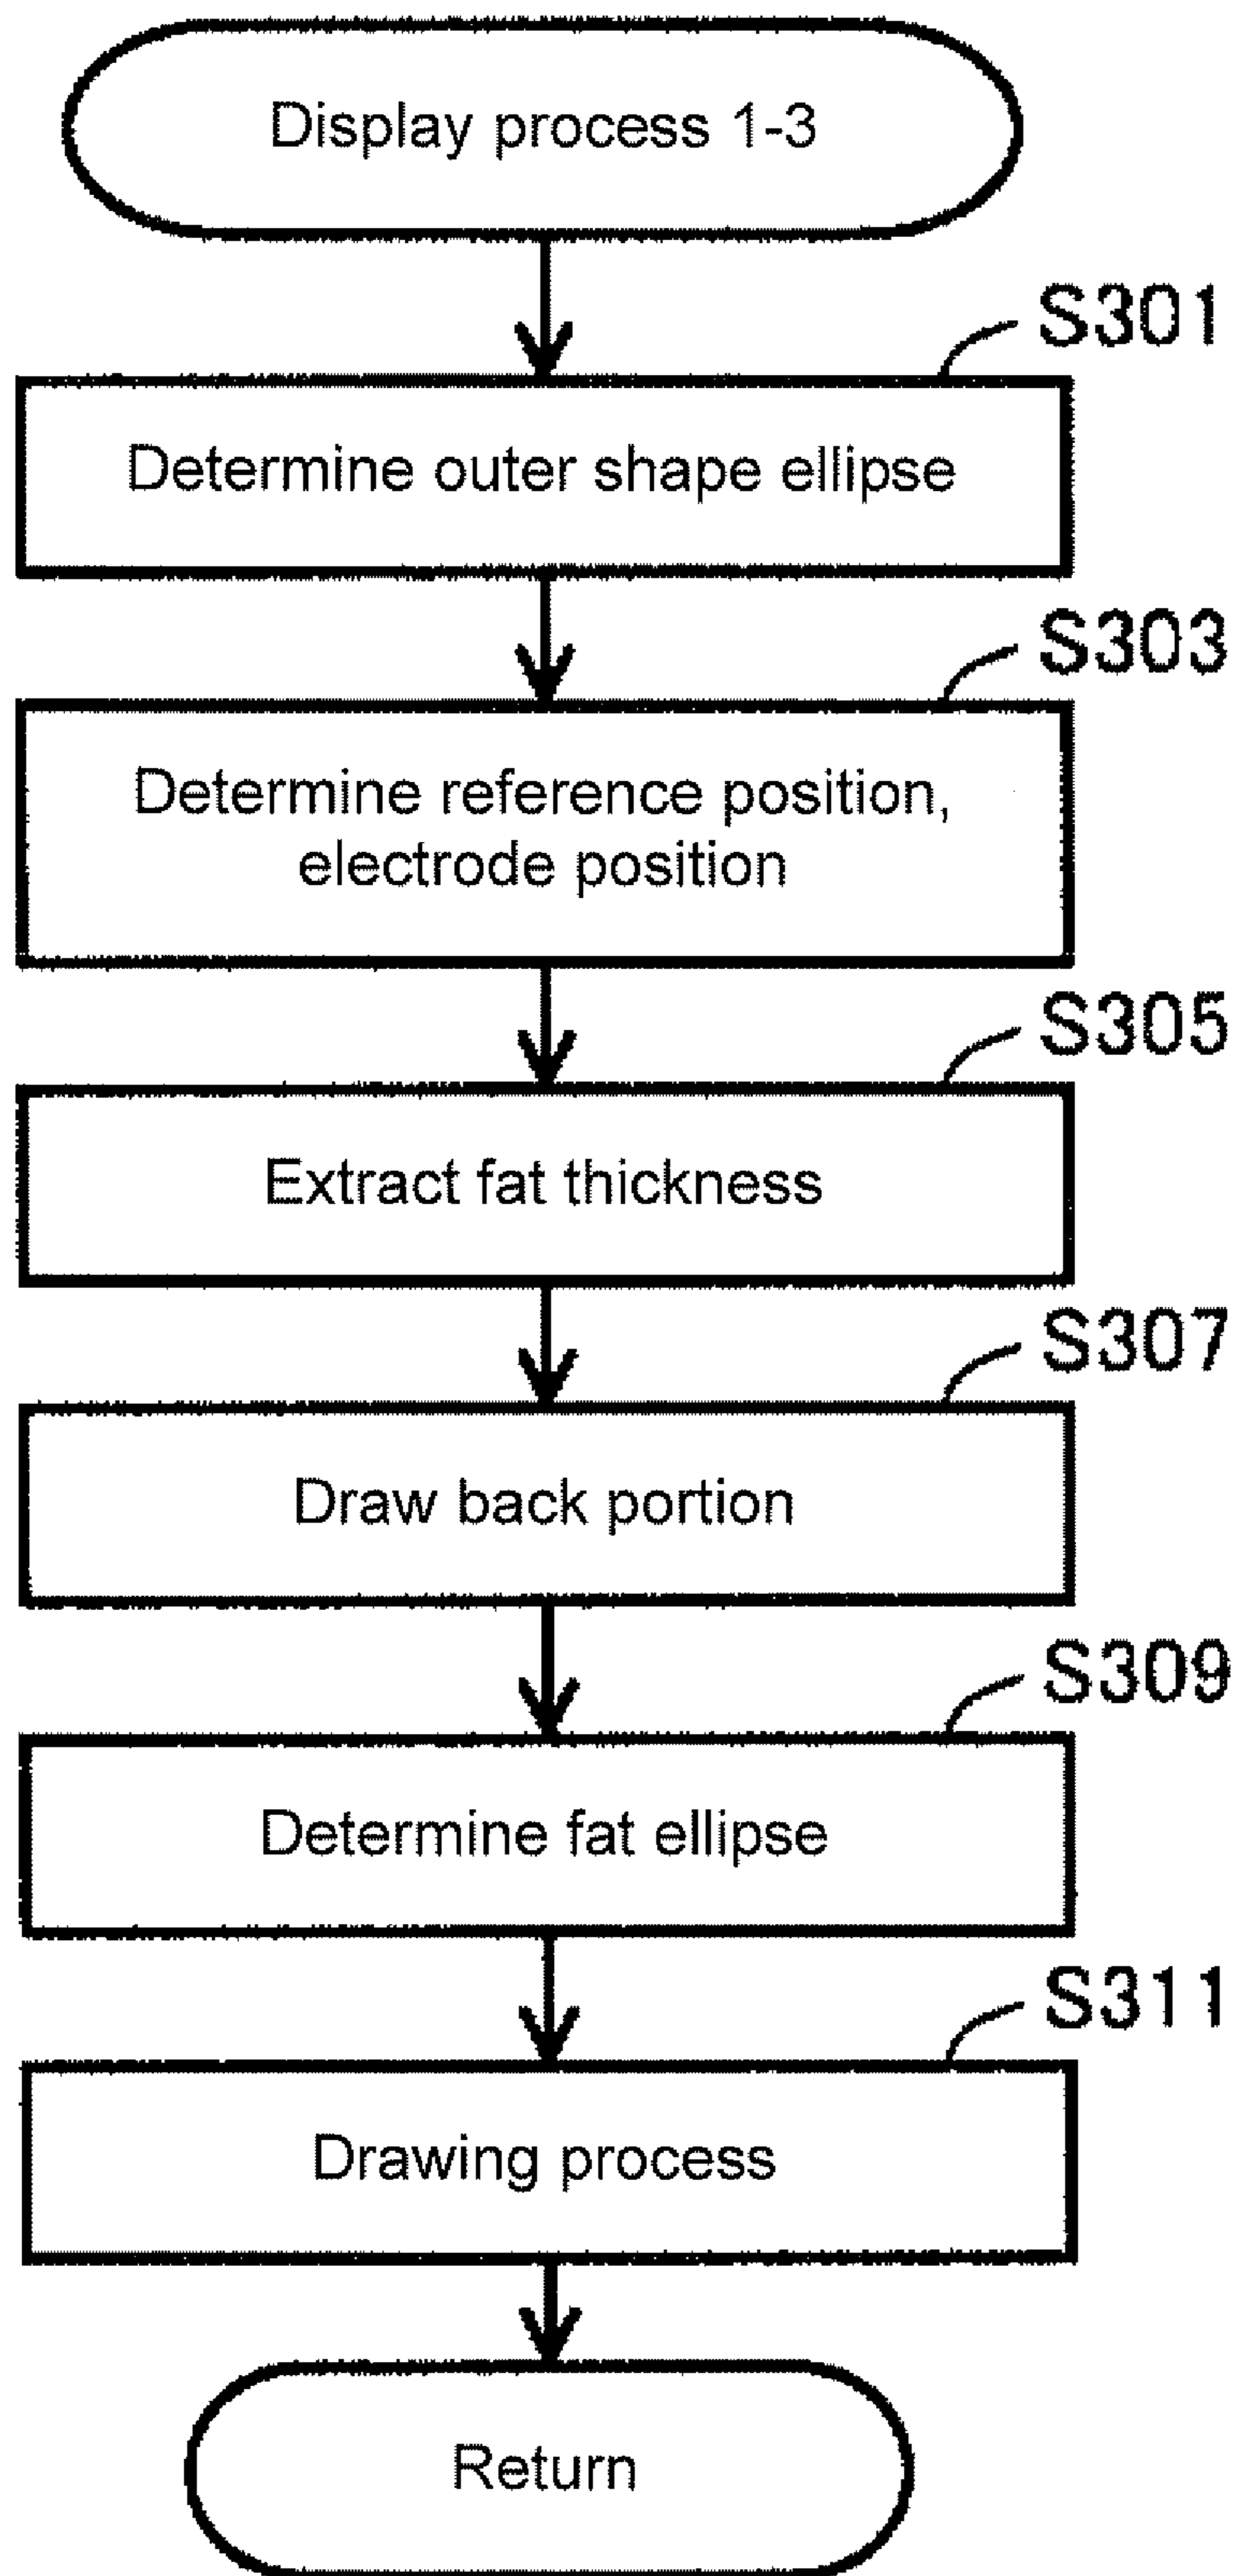 Display process 1-3
S301
Determine outer shape ellipse
S303
Determine reference position,
electrode position
S305
Extract fat thickness
S307
Draw back portion
S309
Determine fat ellipse
S311
Drawing process
Return